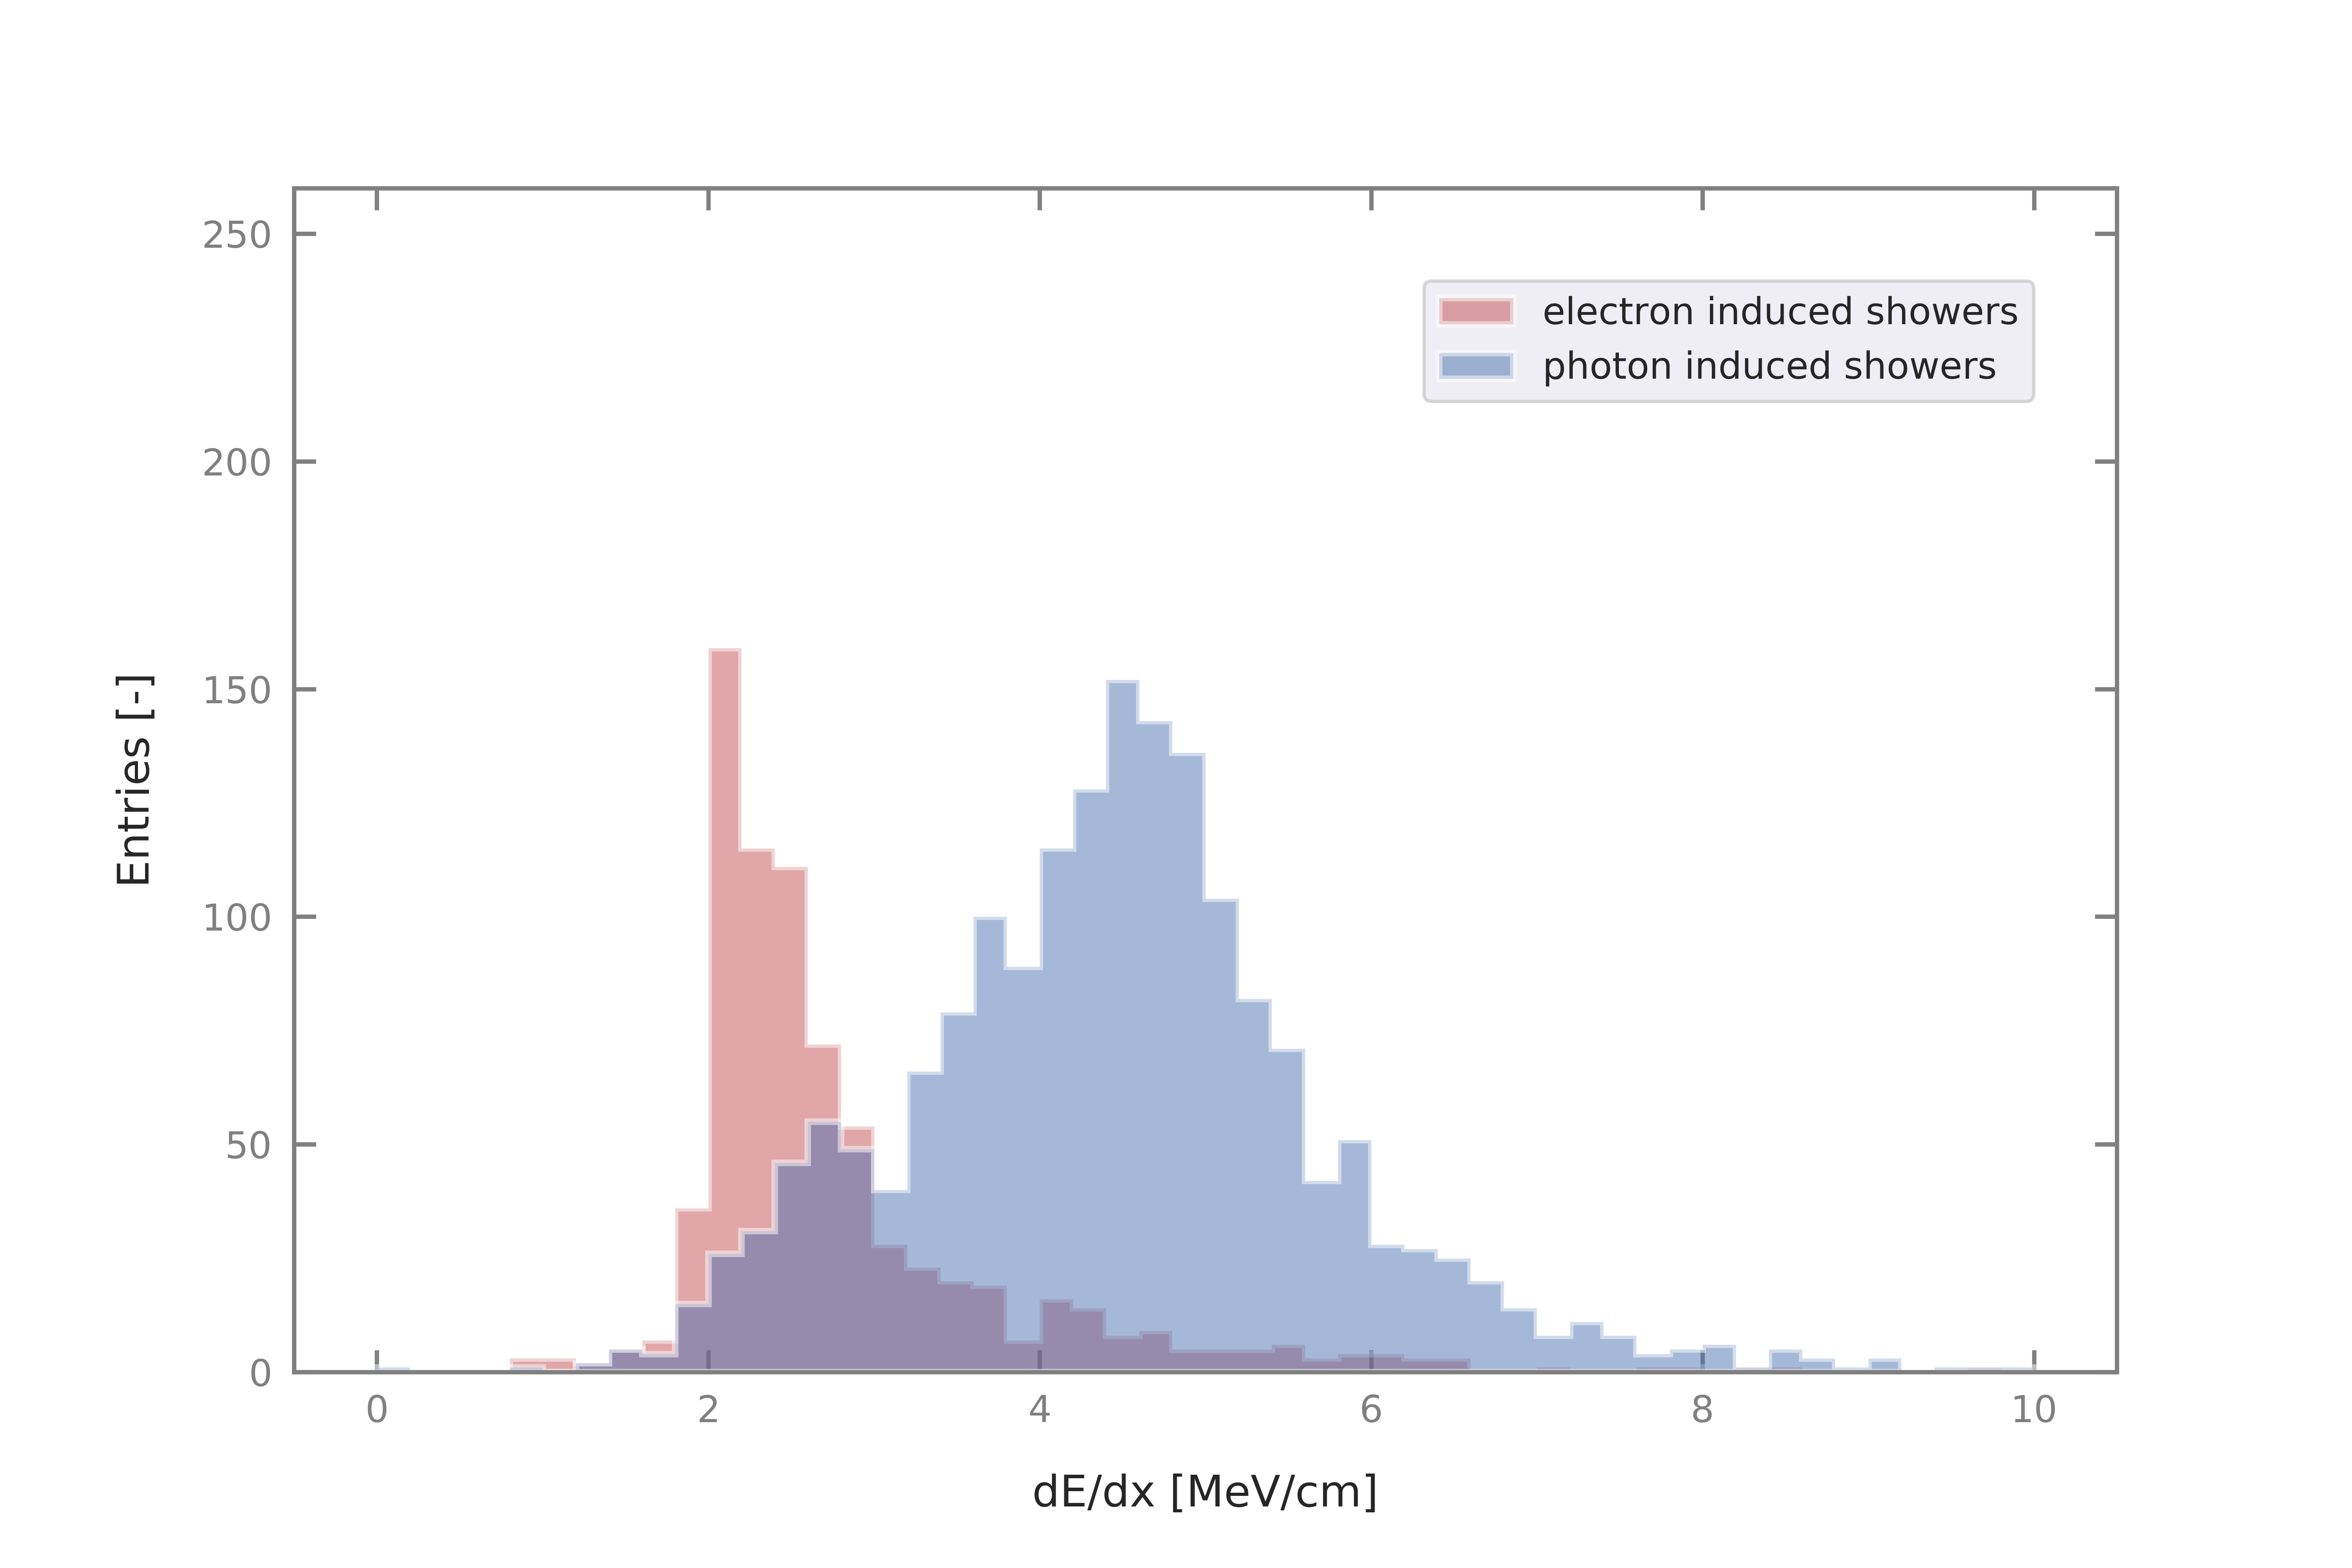 250
200
150
100
50
0
Entries [-]
electron induced showers
photon induced showers
0 2 4 6 8 10
dE/dx [MeV/cm]